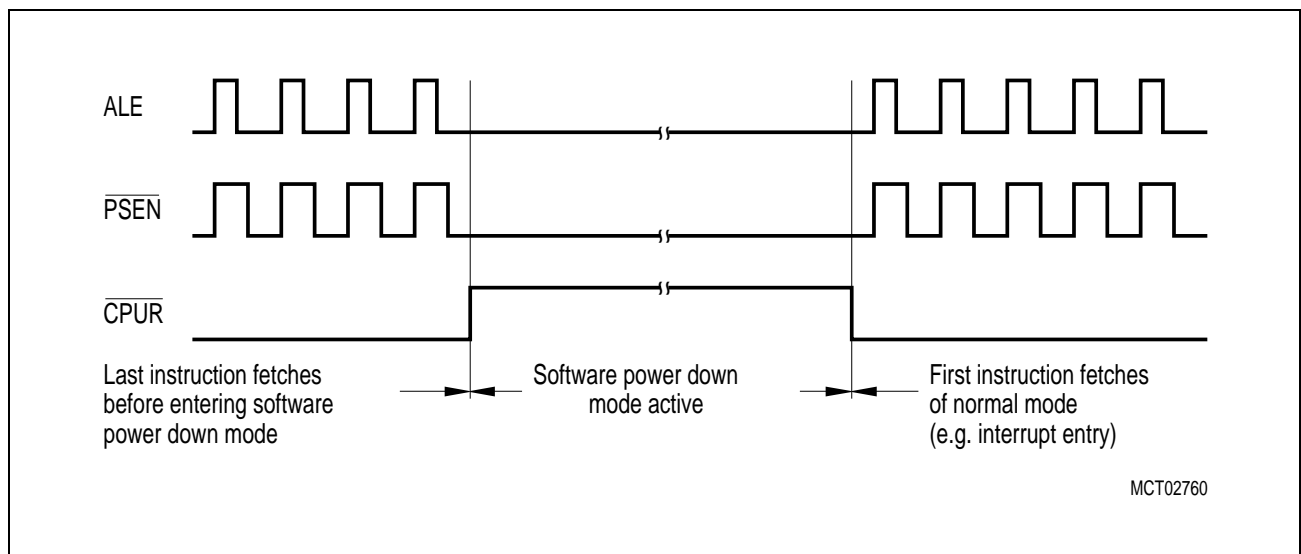 ALE
PSEN
CPUR
Last instruction fetches
before entering software
power down mode
Software power down
mode active
First instruction fetches
of normal mode
(e.g. interrupt entry)
MCT02760